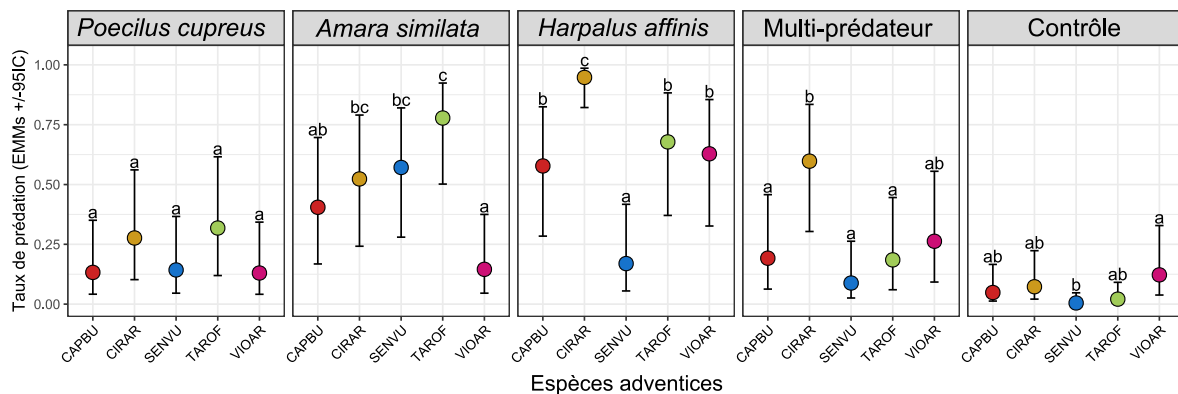 Poecilus cupreus
Amara similata
Harpalus affinis
Multi-prédateur
Contrôle
Taux de prédation (EMMs +/-95IC)
1.00
0.75
0.50
0.25
0.00
a a a a a
ab bc bc c a
b c a b b
a b a a ab
ab ab b ab a
CAPBU CIRAR SENVU TAROF VIOAR
CAPBU CIRAR SENVU TAROF VIOAR
CAPBU CIRAR SENVU TAROF VIOAR
CAPBU CIRAR SENVU TAROF VIOAR
CAPBU CIRAR SENVU TAROF VIOAR
Espèces adventices